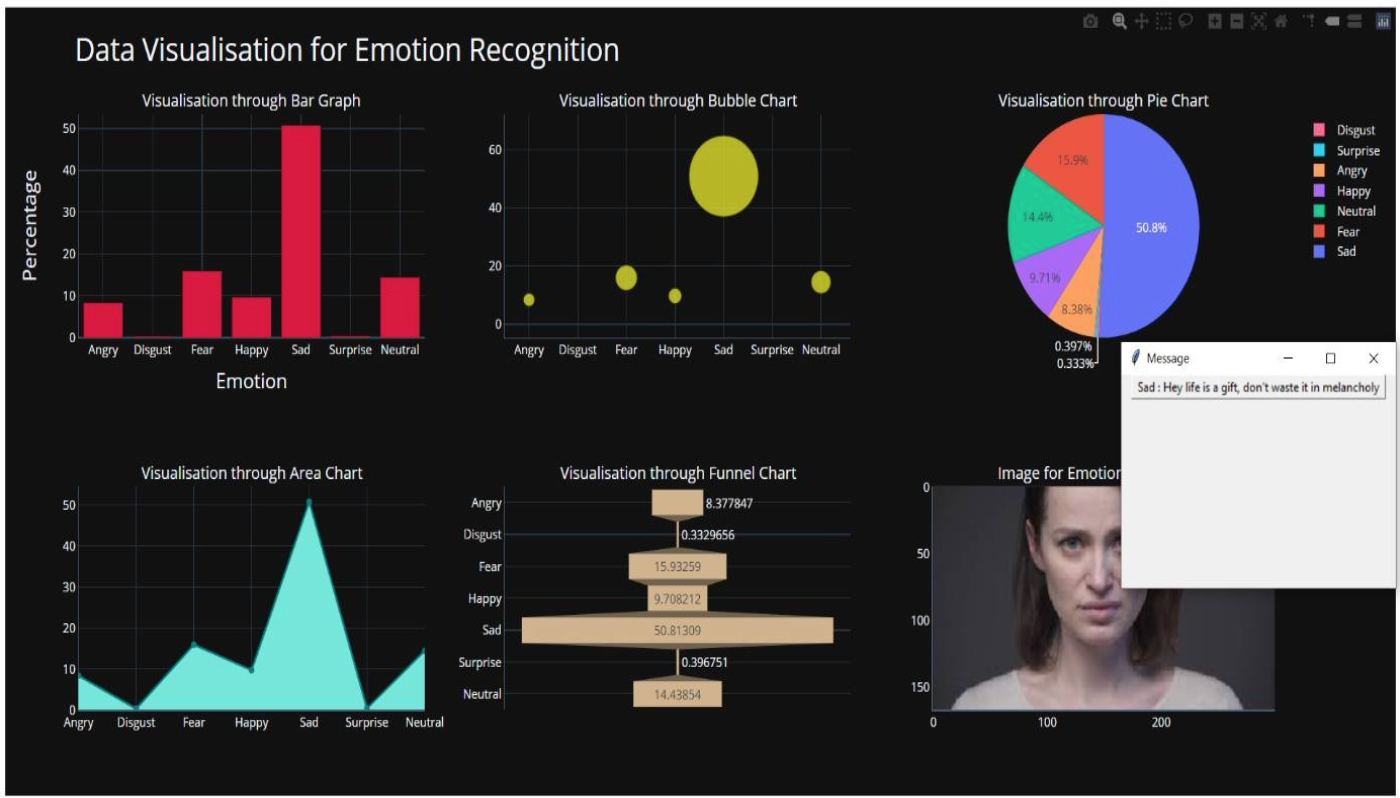 Data Visualisation for Emotion Recognition
Visualisation through Bar Graph
Percentage
50
40
30
20
10
0
Angry Disgust Fear Happy Sad Surprise Neutral
Emotion
Visualisation through Bubble Chart
60
40
20
0
Angry Disgust Fear Happy Sad Surprise Neutral
Visualisation through Pie Chart
15.9%
14.4%
50.8%
9.71%
8.38%
0.397%
0.333%
Disgust
Surprise
Angry
Happy
Neutral
Fear
Sad
Message
Sad : Hey life is a gift, don't waste it in melancholy
Visualisation through Area Chart
50
40
30
20
10
0
Angry Disgust Fear Happy Sad Surprise Neutral
Visualisation through Funnel Chart
Angry 8.377847
Disgust 0.3329656
Fear 15.93259
Happy 9.708212
Sad 50.81309
Surprise 0.396751
Neutral 14.43854
Image for Emotion
0
50
100
150
0 100 200